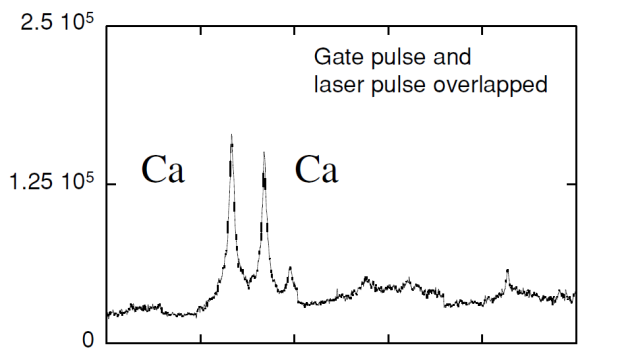 2.5 10⁵
Gate pulse and
laser pulse overlapped
Ca Ca
1.25 10⁵
0